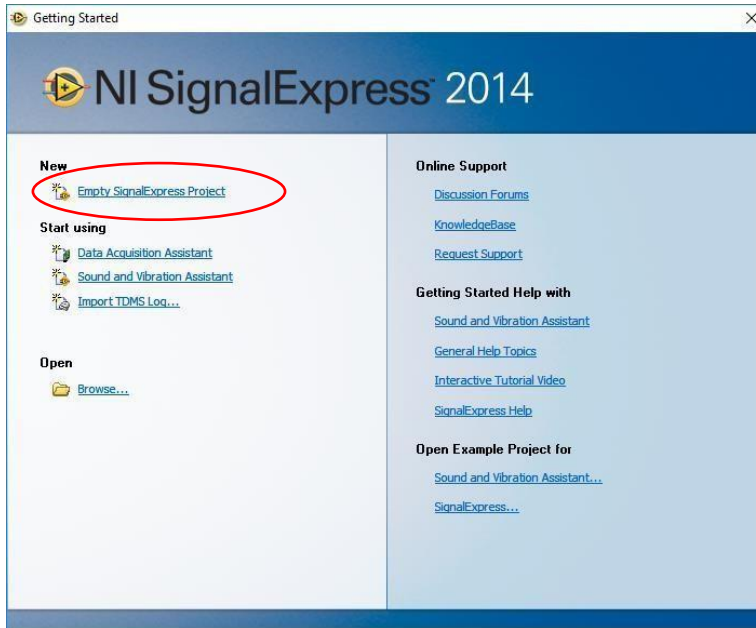 Getting Started
NI SignalExpress™ 2014
New
Empty SignalExpress Project
Start using
Data Acquisition Assistant
Sound and Vibration Assistant
Import TDMS Log...
Open
Browse...
Online Support
Discussion Forums
KnowledgeBase
Request Support
Getting Started Help with
Sound and Vibration Assistant
General Help Topics
Interactive Tutorial Video
SignalExpress Help
Open Example Project for
Sound and Vibration Assistant...
SignalExpress...